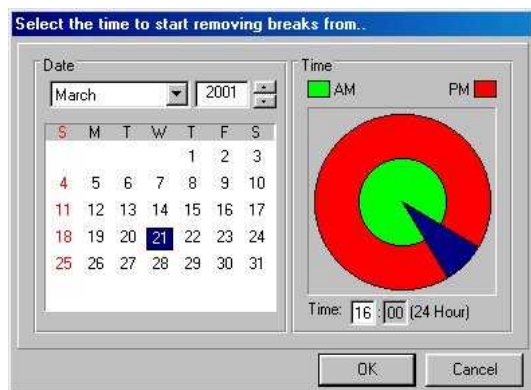 Select the time to start removing breaks from..
Date
March 2001
S M T W T F S
1 2 3
4 5 6 7 8 9 10
11 12 13 14 15 16 17
18 19 20 21 22 23 24
25 26 27 28 29 30 31
Time
AM PM
Time: 16 : 00 (24 Hour)
OK Cancel